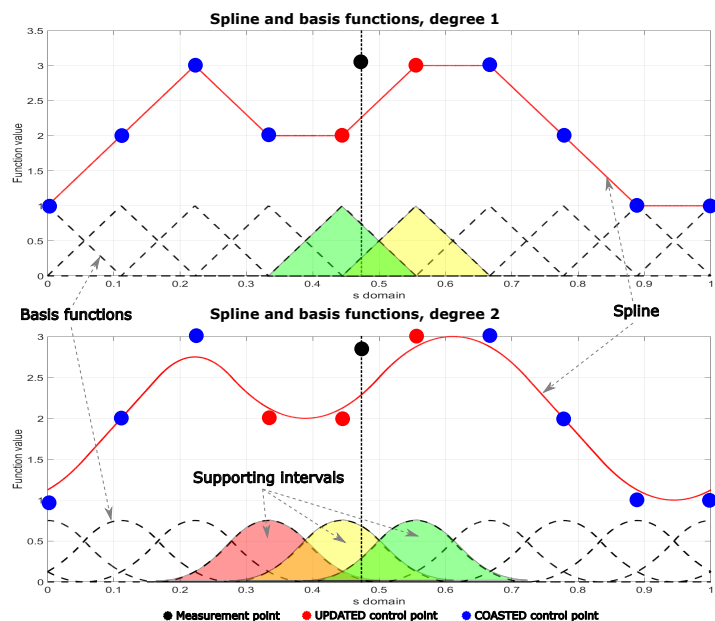 Spline and basis functions, degree 1
3.5
3
2.5
2
1.5
1
0.5
0
Function value
0 0.1 0.2 0.3 0.4 0.5 0.6 0.7 0.8 0.9 1
s domain
Basis functions
Spline
Spline and basis functions, degree 2
3
2.5
2
1.5
1
0.5
0
Function value
Supporting intervals
0 0.1 0.2 0.3 0.4 0.5 0.6 0.7 0.8 0.9 1
s domain
Measurement point UPDATED control point COASTED control point